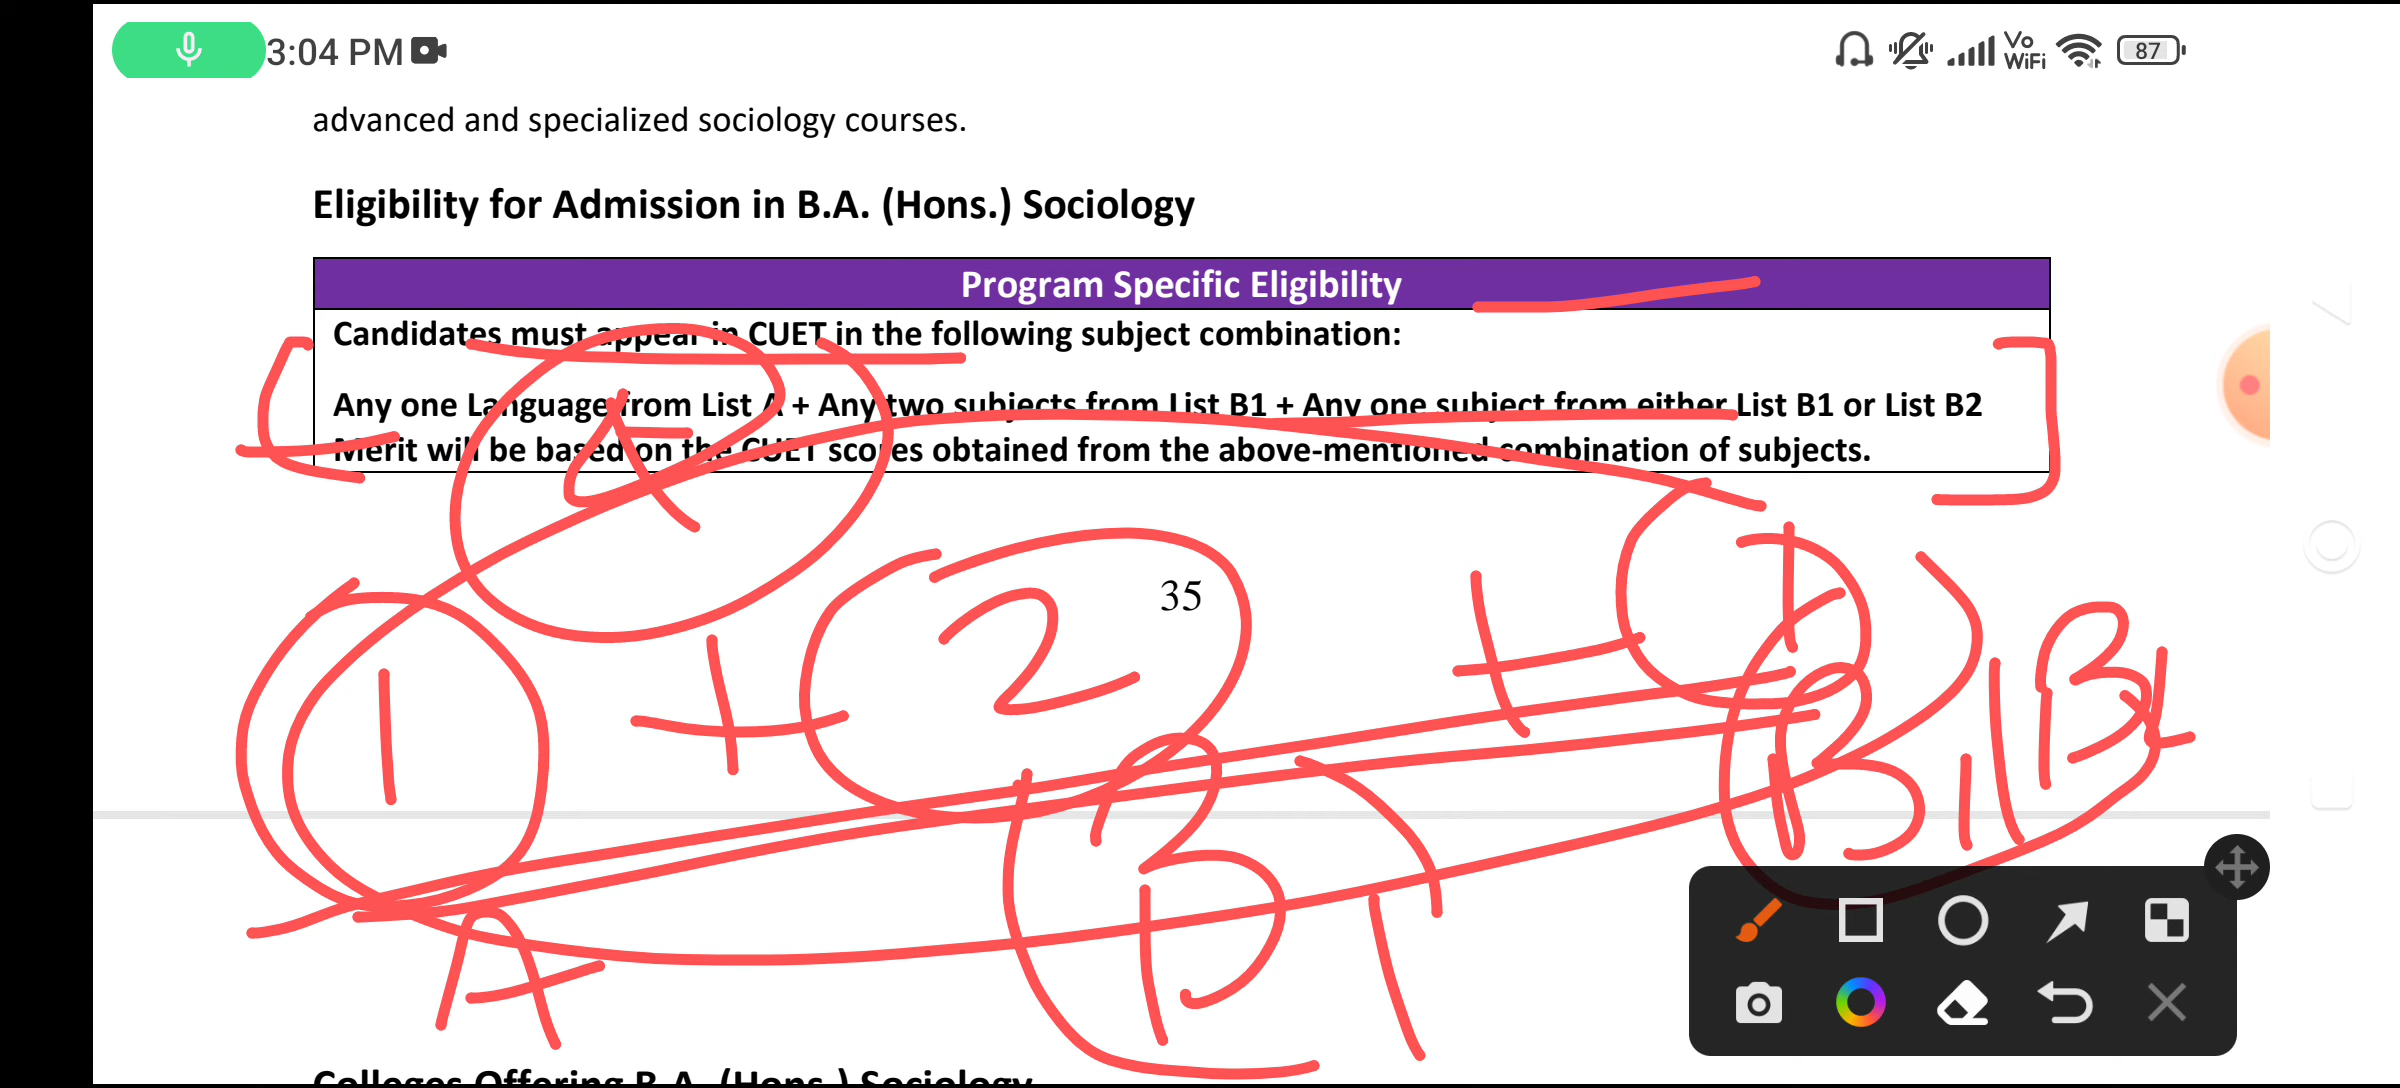 3:04 PM
Vo
WiFi
87
advanced and specialized sociology courses.
Eligibility for Admission in B.A. (Hons.) Sociology
Program Specific Eligibility
Candidates must appear in CUET in the following subject combination:
Any one Language from List A + Any two subjects from List B1 + Any one subject from either List B1 or List B2
Merit will be based on the CUET scores obtained from the above-mentioned combination of subjects.
4
35
1 + 2 + 1
A B1 B1/B2
Colleges Offering B.A. (Hons.) Sociology